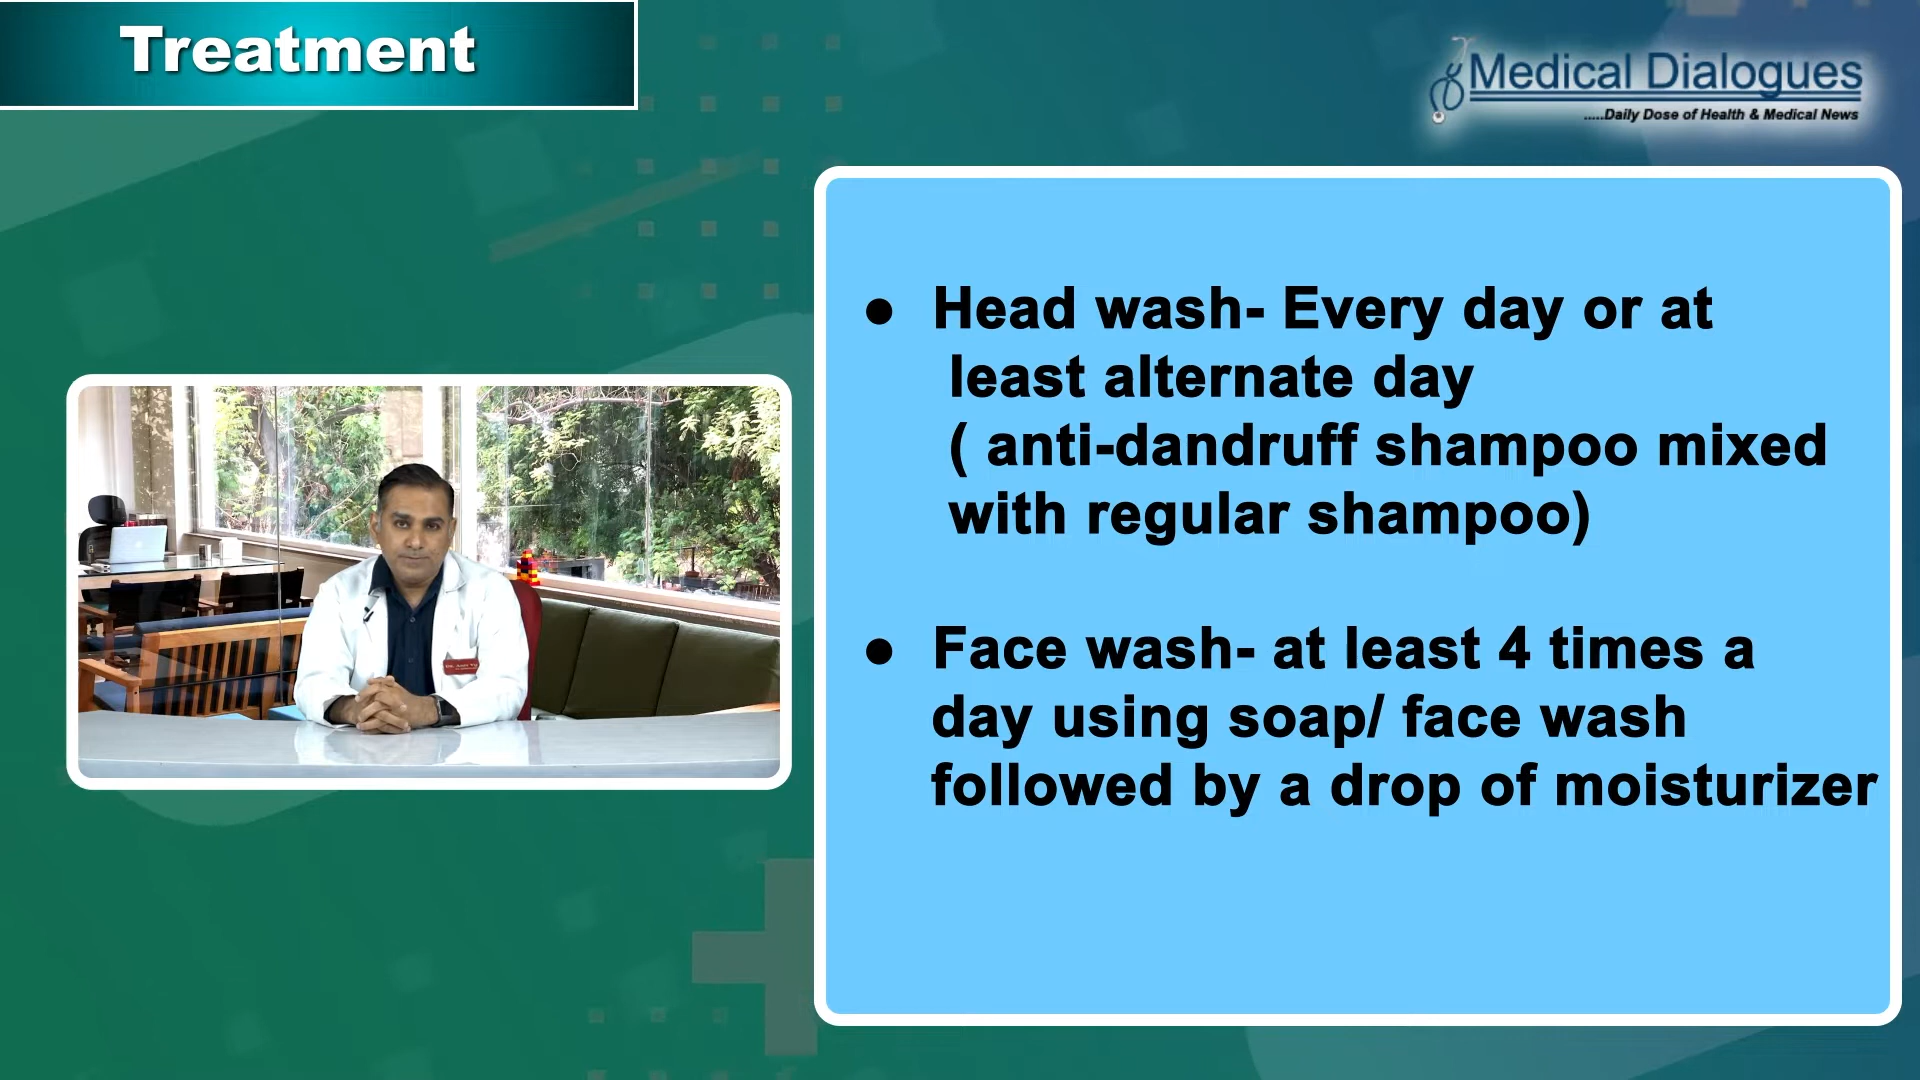 Treatment
Medical Dialogues
.....Daily Dose of Health & Medical News
● Head wash- Every day or at
least alternate day
( anti-dandruff shampoo mixed
with regular shampoo)
● Face wash- at least 4 times a
day using soap/ face wash
followed by a drop of moisturizer